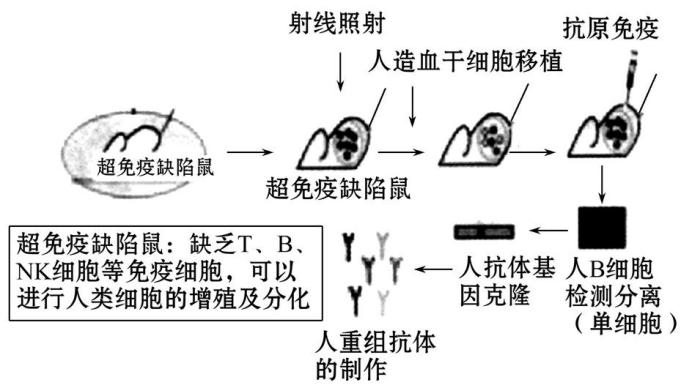 射线照射
抗原免疫
人造血干细胞移植
超免疫缺陷鼠
超免疫缺陷鼠
超免疫缺陷鼠：缺乏T、B、
NK细胞等免疫细胞，可以
进行人类细胞的增殖及分化
人抗体基
因克隆
人B细胞
检测分离
（单细胞）
人重组抗体
的制作